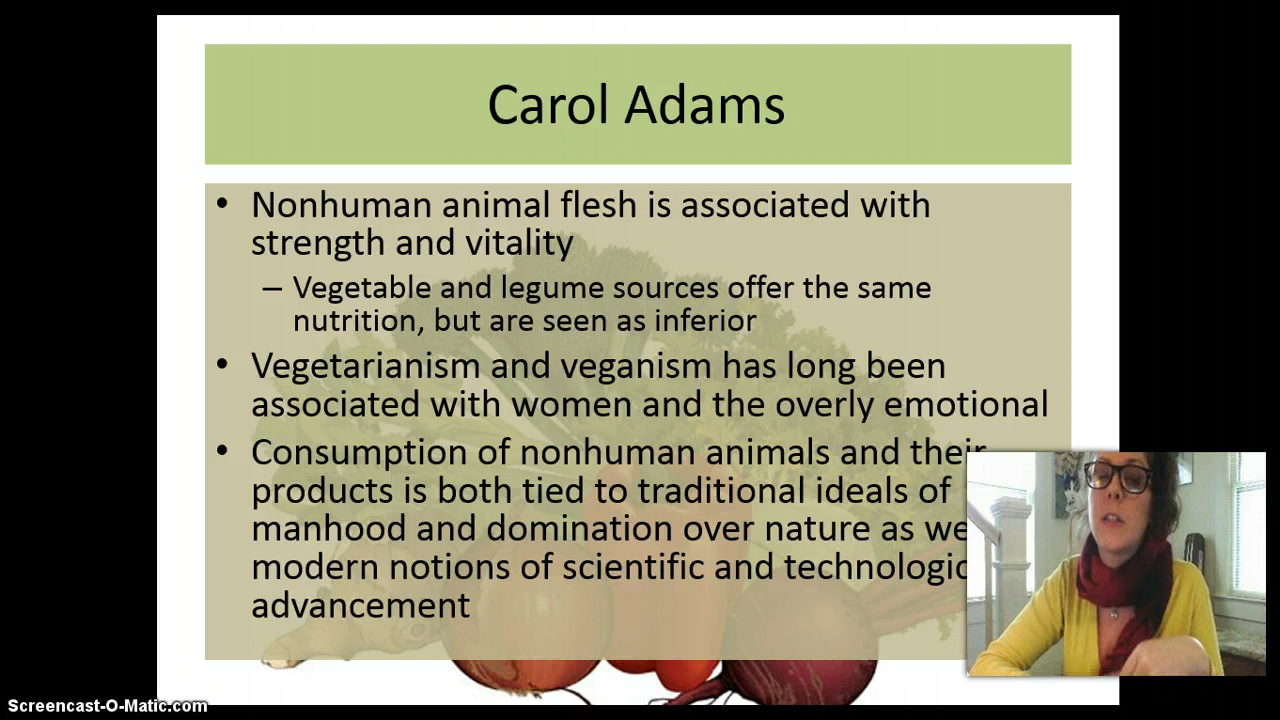 Carol Adams
• Nonhuman animal flesh is associated with
strength and vitality
– Vegetable and legume sources offer the same
nutrition, but are seen as inferior
• Vegetarianism and veganism has long been
associated with women and the overly emotional
• Consumption of nonhuman animals and their
products is both tied to traditional ideals of
manhood and domination over nature as
modern notions of scientific and
advancement
Screencast-O-Matic.com